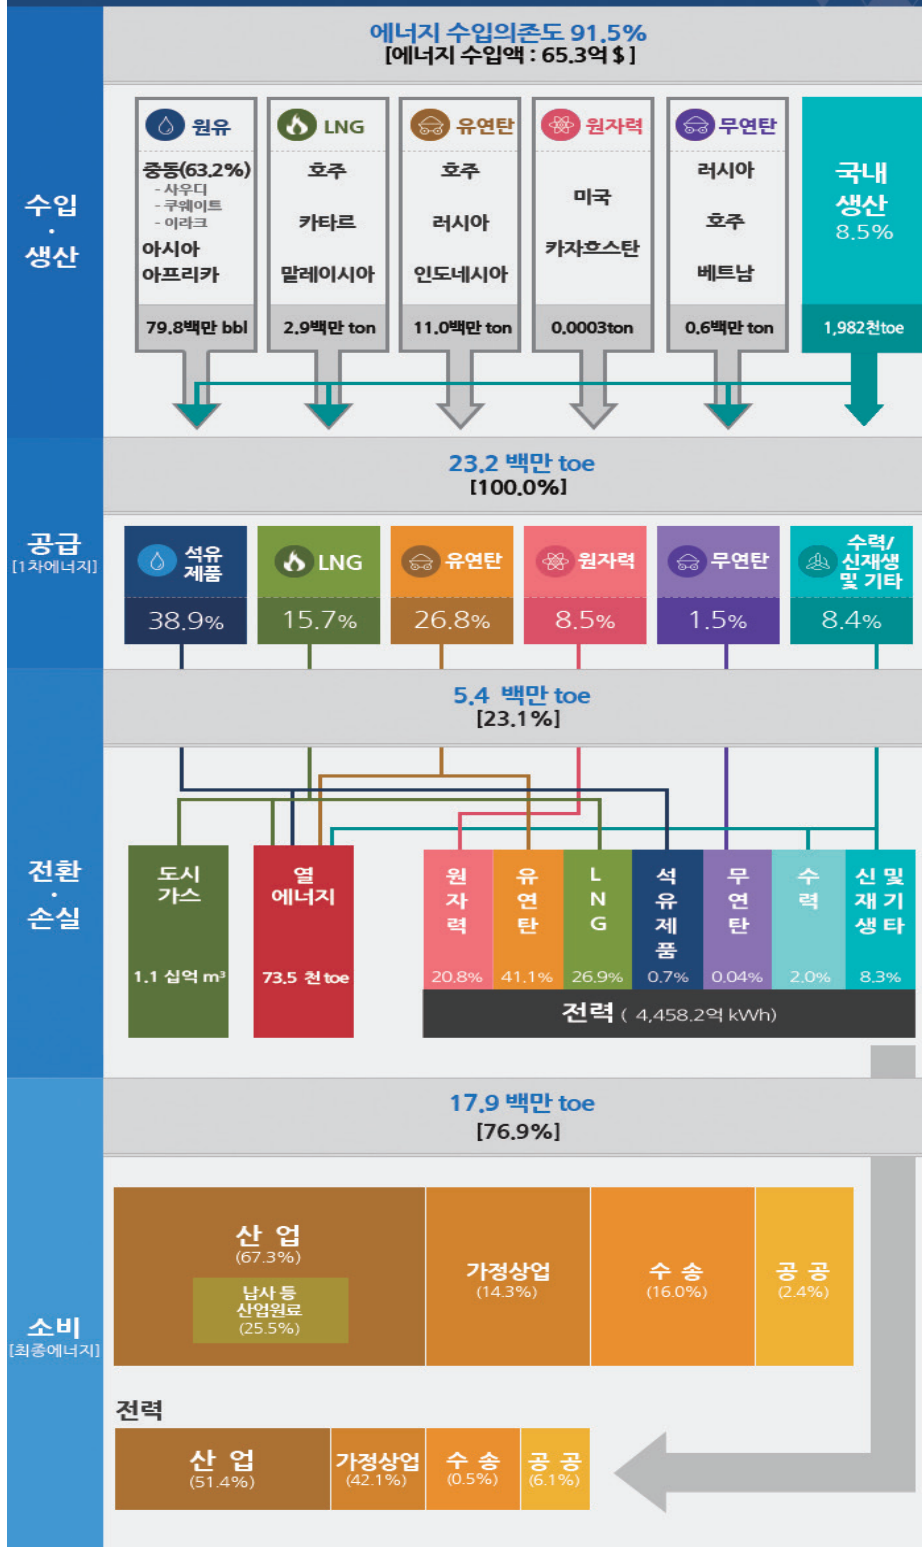 에너지 수입의존도 91.5%
[에너지 수입액 : 65.3억 $ ]
수입
·
생산
원유
중동(63.2%)
- 사우디
- 쿠웨이트
- 이라크
아시아
아프리카
79.8백만 bbl
LNG
호주
카타르
말레이시아
2.9백만 ton
유연탄
호주
러시아
인도네시아
11.0백만 ton
원자력
미국
카자흐스탄
0.0003ton
무연탄
러시아
호주
베트남
0.6백만 ton
국내
생산
8.5%
1,982천toe
공급
[1차에너지]
23.2 백만 toe
[100.0%]
석유
제품
38.9%
LNG
15.7%
유연탄
26.8%
원자력
8.5%
무연탄
1.5%
수력/
신재생
및 기타
8.4%
전환
·
손실
5.4 백만 toe
[23.1%]
도시
가스
1.1 십억 m³
열
에너지
73.5 천 toe
원
자
력
20.8%
유
연
탄
41.1%
L
N
G
26.9%
석
유
제
품
0.7%
무
연
탄
0.04%
수
력
2.0%
신 및
재 기
생 타
8.3%
전력 ( 4,458.2억 kWh)
소비
[최종에너지]
17.9 백만 toe
[76.9%]
산 업
(67.3%)
납사 등
산업원료
(25.5%)
가정상업
(14.3%)
수 송
(16.0%)
공 공
(2.4%)
전력
산 업
(51.4%)
가정상업
(42.1%)
수 송
(0.5%)
공 공
(6.1%)